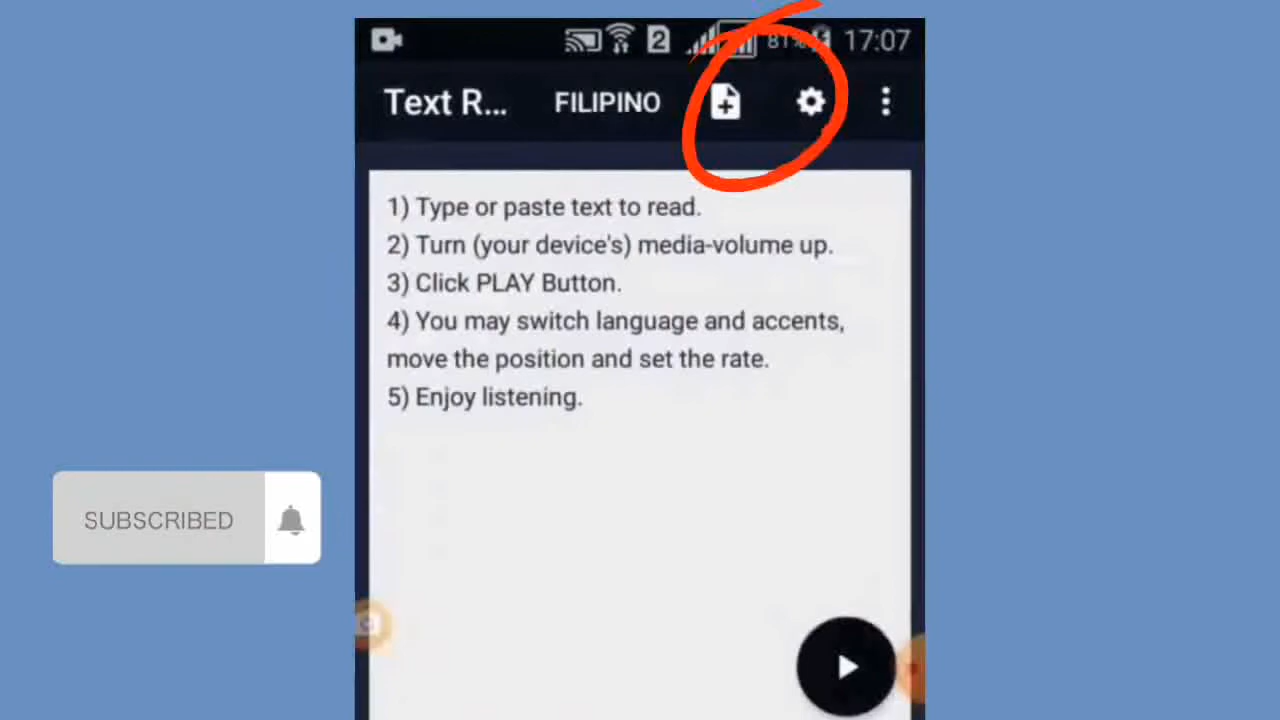 2 81% 17:07
Text R... FILIPINO
1) Type or paste text to read.
2) Turn (your device's) media-volume up.
3) Click PLAY Button.
4) You may switch language and accents,
move the position and set the rate.
5) Enjoy listening.
SUBSCRIBED